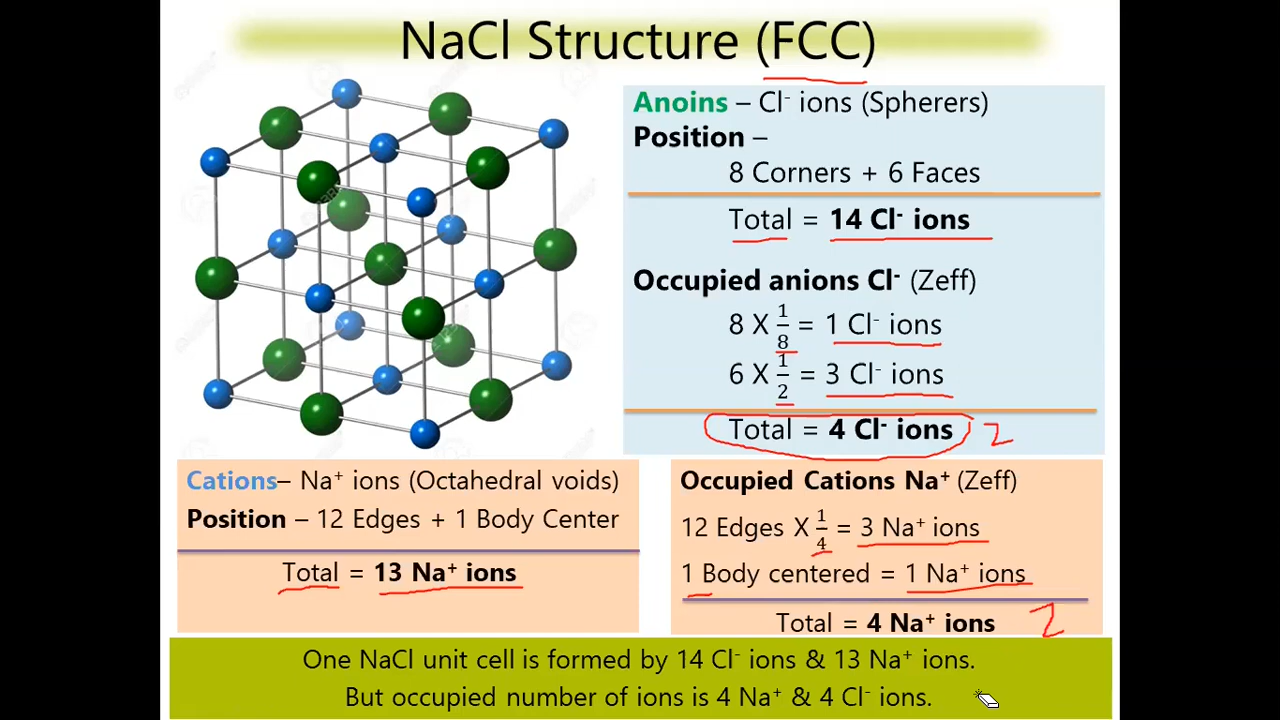 NaCl Structure (FCC)
Anoins – Cl⁻ ions (Spherers)
Position –
8 Corners + 6 Faces
Total = 14 Cl⁻ ions
Occupied anions Cl⁻ (Zeff)
8 X 1/8 = 1 Cl⁻ ions
6 X 1/2 = 3 Cl⁻ ions
Total = 4 Cl⁻ ions Z
Cations– Na⁺ ions (Octahedral voids)
Position – 12 Edges + 1 Body Center
Total = 13 Na⁺ ions
Occupied Cations Na⁺ (Zeff)
12 Edges X 1/4 = 3 Na⁺ ions
1 Body centered = 1 Na⁺ ions
Total = 4 Na⁺ ions Z
One NaCl unit cell is formed by 14 Cl⁻ ions & 13 Na⁺ ions.
But occupied number of ions is 4 Na⁺ & 4 Cl⁻ ions.